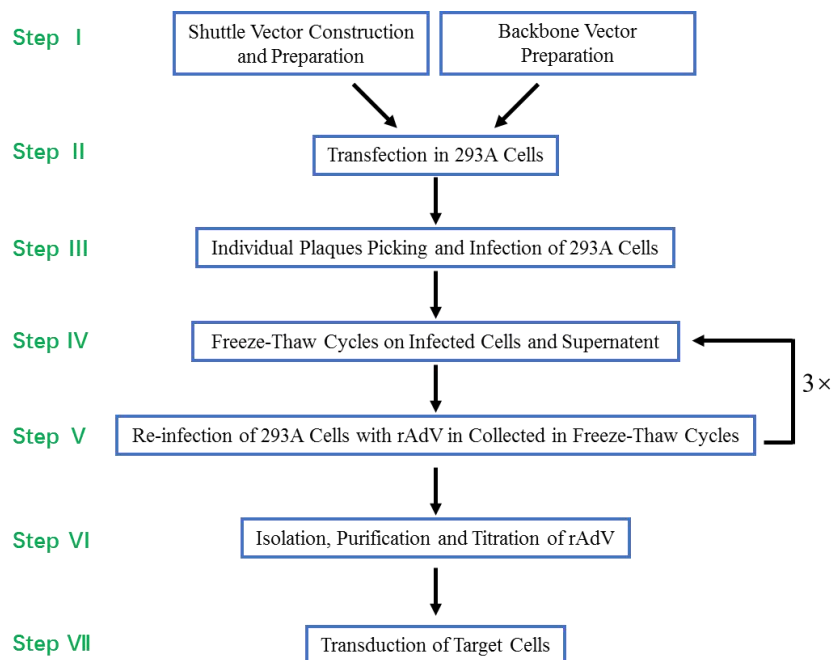 Step I
Shuttle Vector Construction
and Preparation
Backbone Vector
Preparation
Step II
Transfection in 293A Cells
Step III
Individual Plaques Picking and Infection of 293A Cells
Step IV
Freeze-Thaw Cycles on Infected Cells and Supernatent
3 ×
Step V
Re-infection of 293A Cells with rAdV in Collected in Freeze-Thaw Cycles
Step VI
Isolation, Purification and Titration of rAdV
Step VII
Transduction of Target Cells